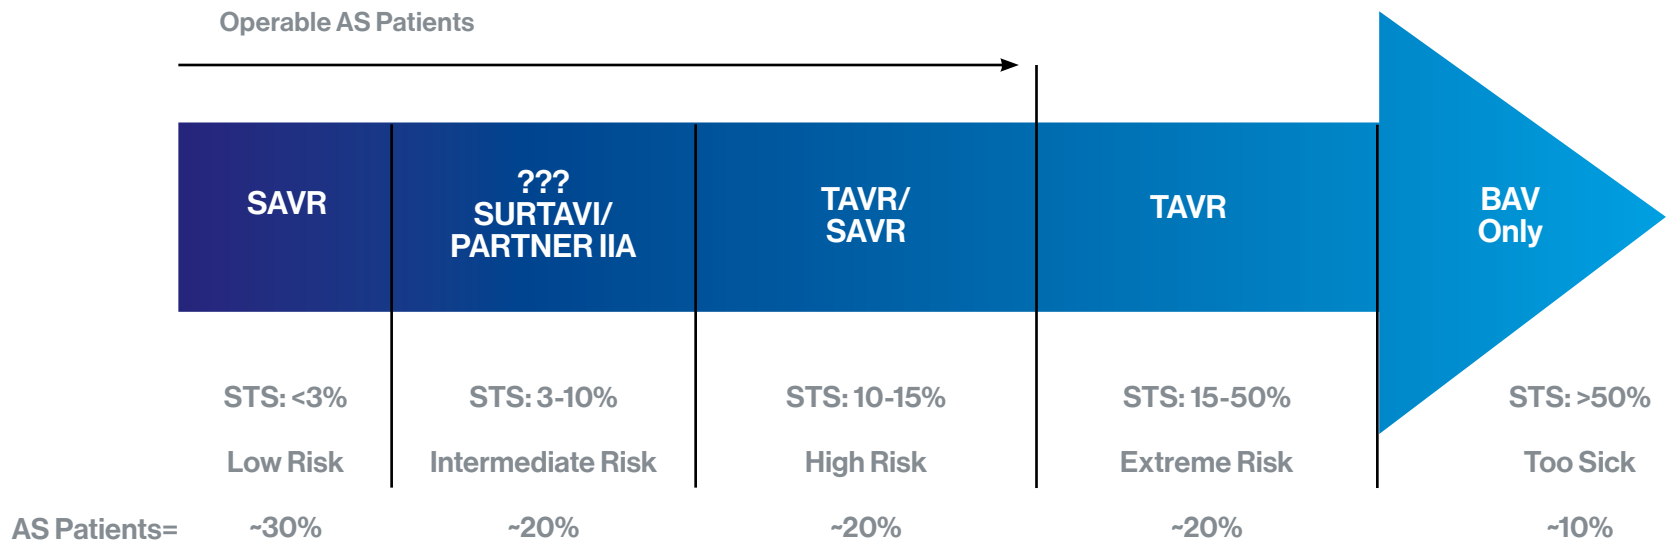 Operable AS Patients
SAVR
???
SURTAVI/
PARTNER IIA
TAVR/
SAVR
TAVR
BAV
Only
STS: <3%
STS: 3-10%
STS: 10-15%
STS: 15-50%
STS: >50%
Low Risk
Intermediate Risk
High Risk
Extreme Risk
Too Sick
AS Patients=
~30%
~20%
~20%
~20%
~10%